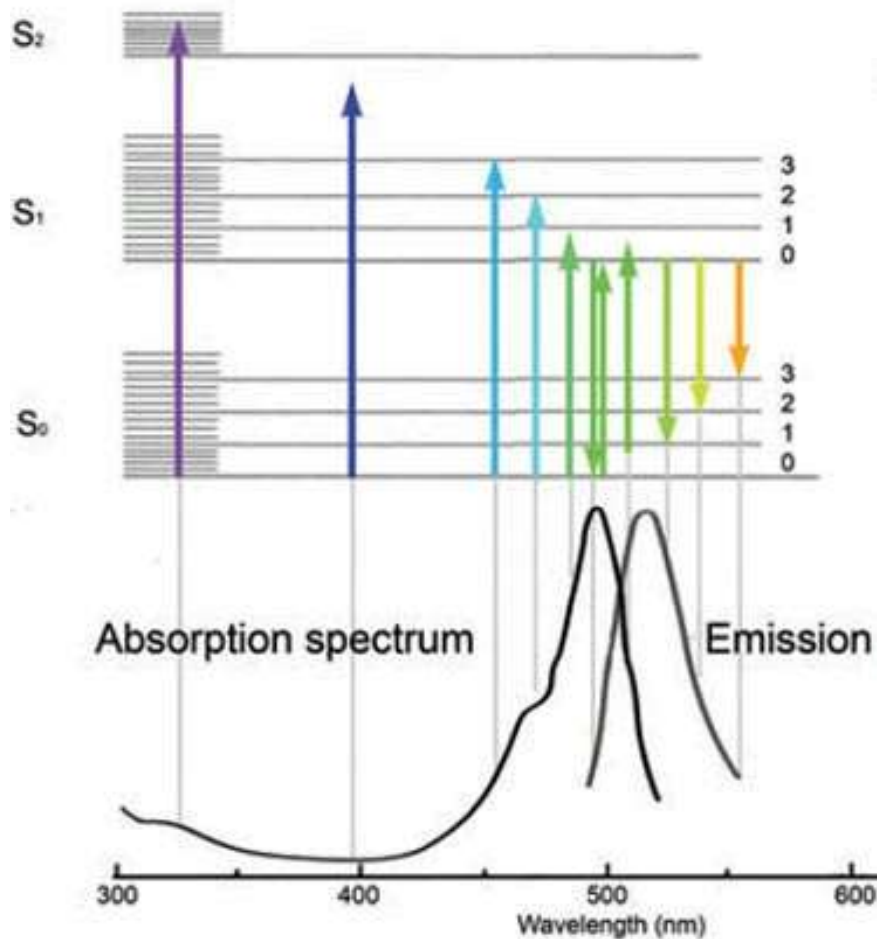 S₂
3
2
S₁
1
0
3
2
S₀
1
0
Absorption spectrum
Emission
300
400
500
600
Wavelength (nm)